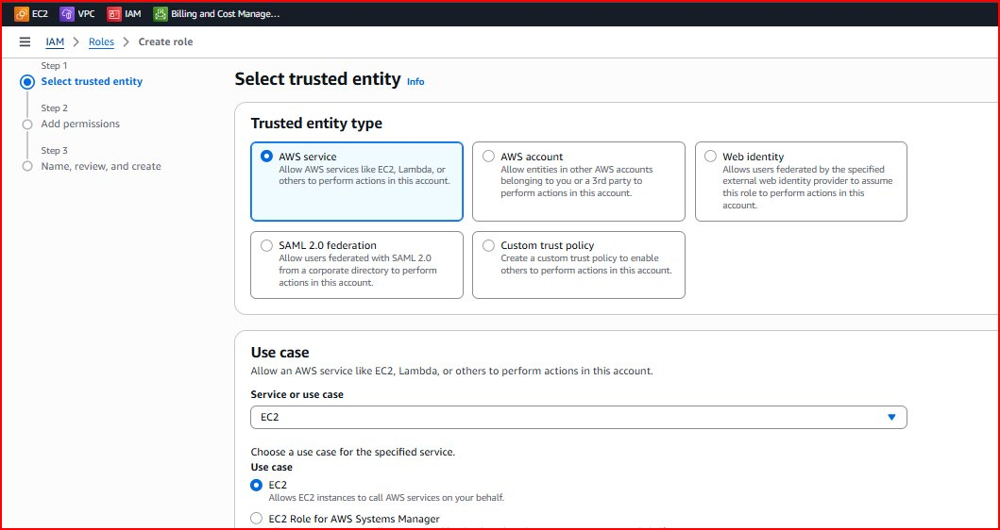 EC2 VPC IAM Billing and Cost Manage...
IAM > Roles > Create role
Step 1
Select trusted entity
Step 2
Add permissions
Step 3
Name, review, and create
Select trusted entity Info
Trusted entity type
AWS service
Allow AWS services like EC2, Lambda, or
others to perform actions in this account.
AWS account
Allow entities in other AWS accounts
belonging to you or a 3rd party to
perform actions in this account.
Web identity
Allows users federated by the specified
external web identity provider to assume
this role to perform actions in this
account.
SAML 2.0 federation
Allow users federated with SAML 2.0
from a corporate directory to perform
actions in this account.
Custom trust policy
Create a custom trust policy to enable
others to perform actions in this account.
Use case
Allow an AWS service like EC2, Lambda, or others to perform actions in this account.
Service or use case
EC2
Choose a use case for the specified service.
Use case
EC2
Allows EC2 instances to call AWS services on your behalf.
EC2 Role for AWS Systems Manager